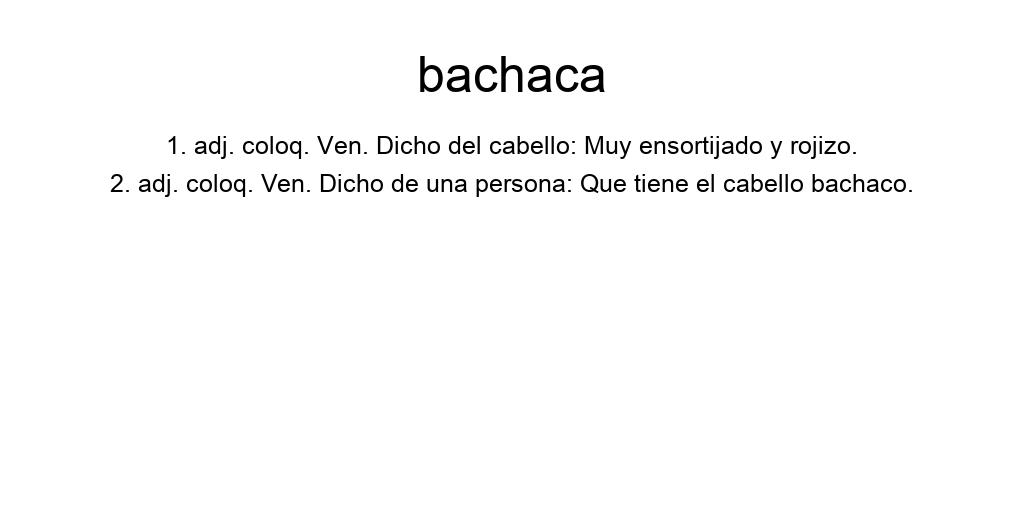 bachaca
1. adj. coloq. Ven. Dicho del cabello: Muy ensortijado y rojizo.
2. adj. coloq. Ven. Dicho de una persona: Que tiene el cabello bachaco.